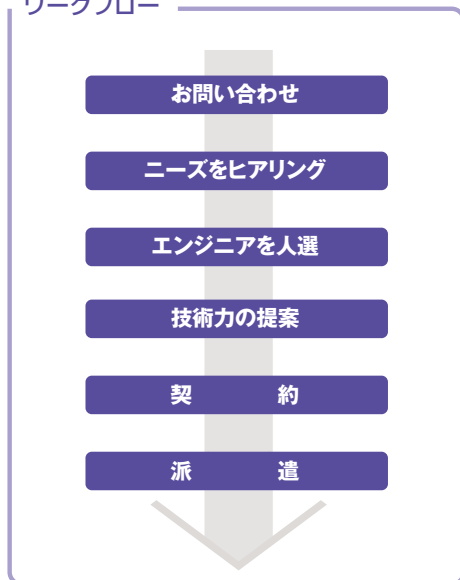 ワークフロー
お問い合わせ
ニーズをヒアリング
エンジニアを人選
技術力の提案
契　　約
派　　遣